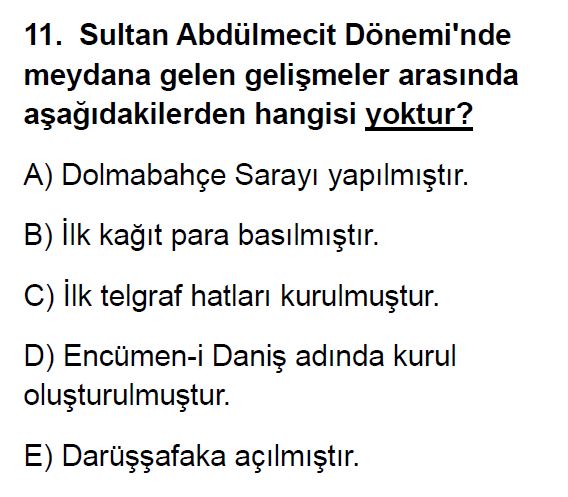 11. Sultan Abdülmecit Dönemi'nde
meydana gelen gelişmeler arasında
aşağıdakilerden hangisi yoktur?
A) Dolmabahçe Sarayı yapılmıştır.
B) İlk kağıt para basılmıştır.
C) İlk telgraf hatları kurulmuştur.
D) Encümen-i Daniş adında kurul
oluşturulmuştur.
E) Darüşşafaka açılmıştır.